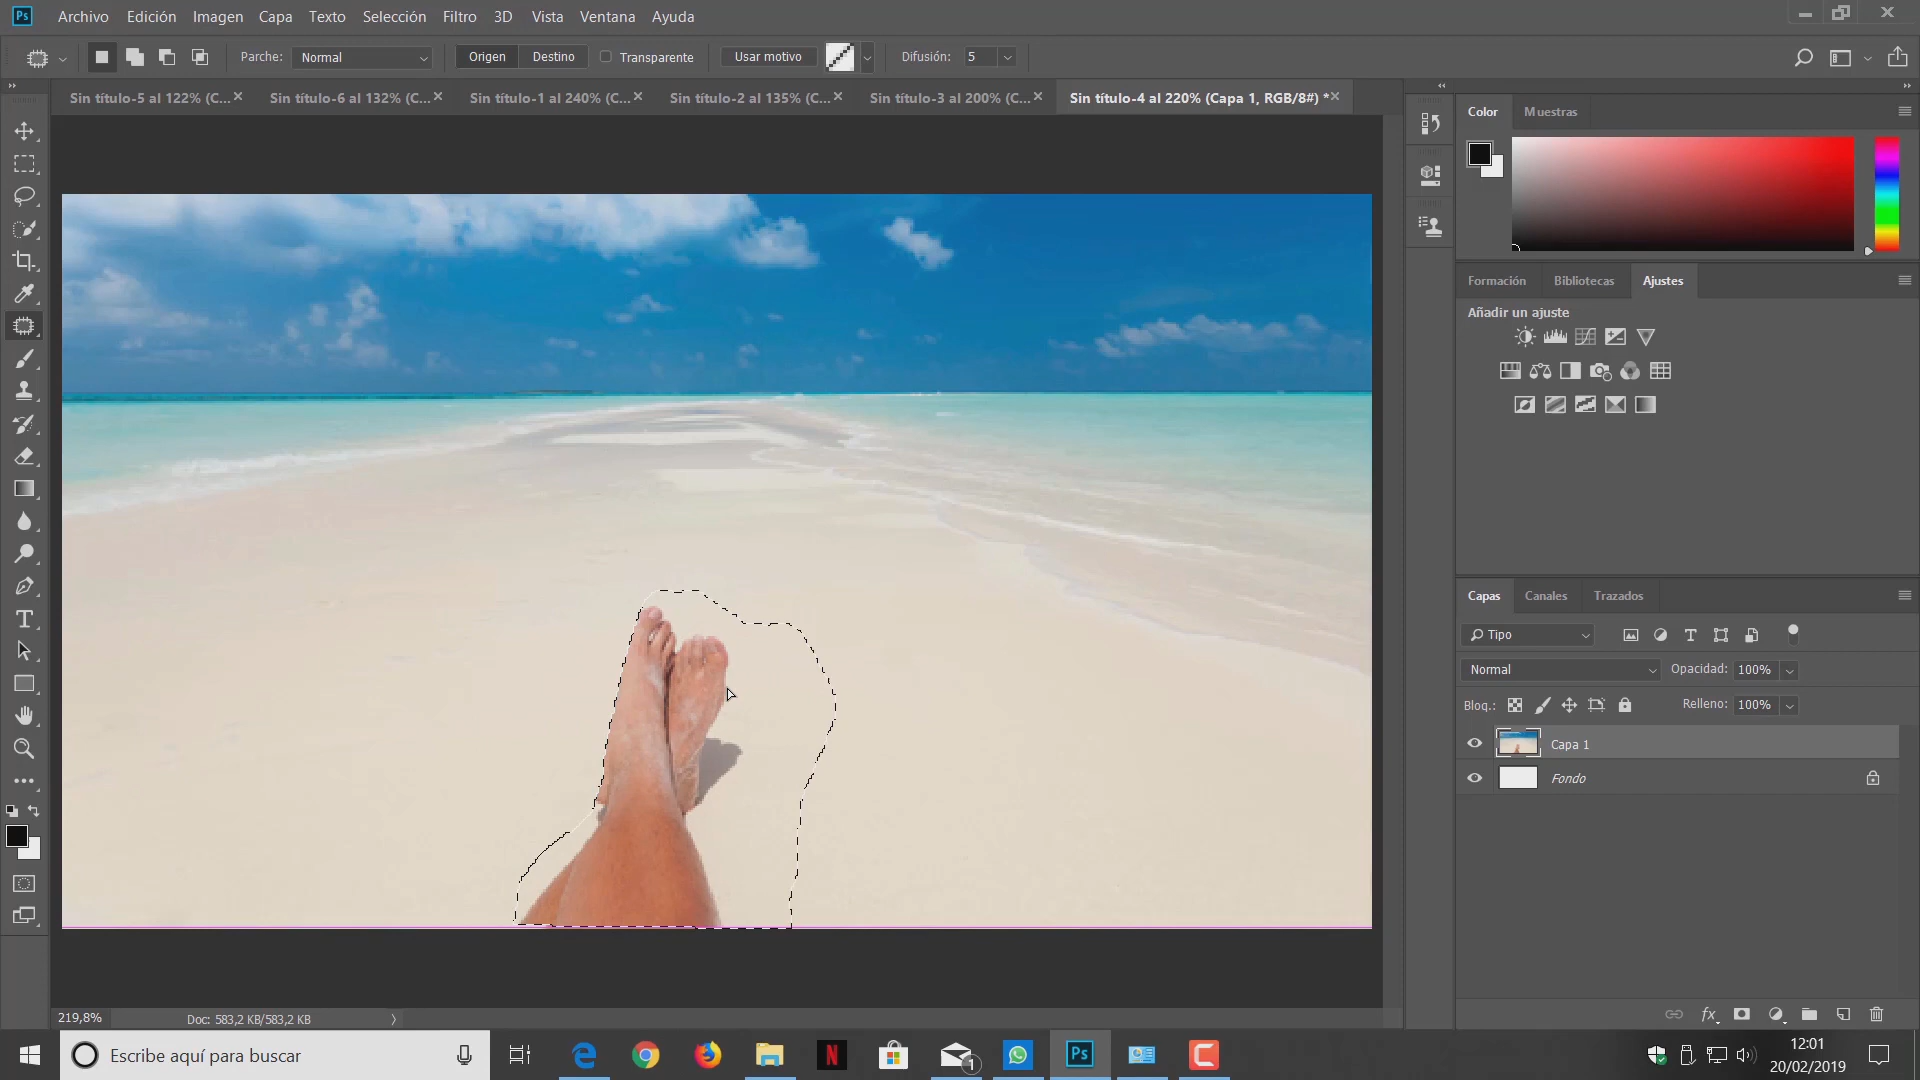 Ps Archivo Edición Imagen Capa Texto Selección Filtro 3D Vista Ventana Ayuda
Parche: Normal Origen Destino Transparente Usar motivo Difusión: 5
Sin título-5 al 122% (C... Sin título-6 al 132% (C... Sin título-1 al 240% (C... Sin título-2 al 135% (C... Sin título-3 al 200% (C... Sin título-4 al 220% (Capa 1, RGB/8#) *
Color Muestras
Formación Bibliotecas Ajustes
Añadir un ajuste
Capas Canales Trazados
Tipo
Normal Opacidad: 100%
Bloq.: Relleno: 100%
Capa 1
Fondo
219,8% Doc: 583,2 KB/583,2 KB
fx
Escribe aquí para buscar
N
1
Ps
12:01
20/02/2019